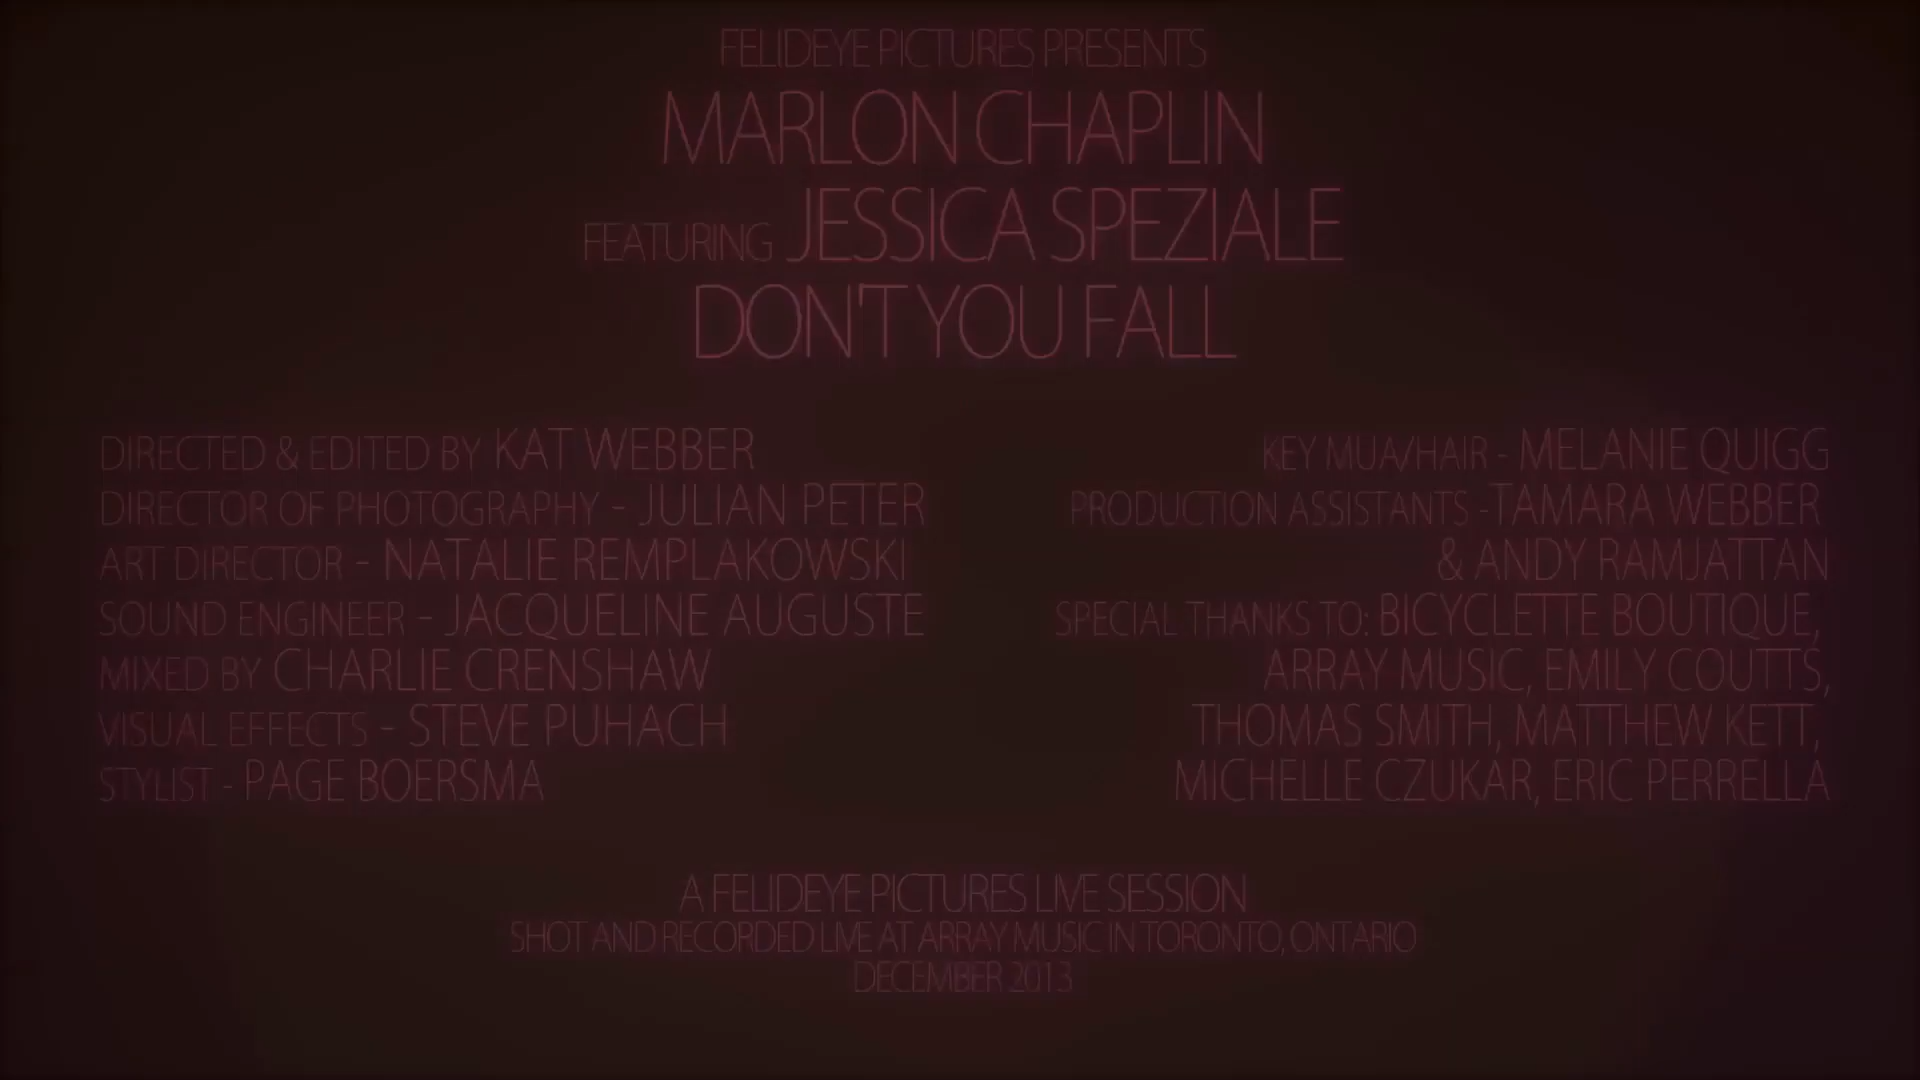 FELIDEYE PICTURES PRESENTS
MARLON CHAPLIN
FEATURING JESSICA SPEZIALE
DON'T YOU FALL
DIRECTED & EDITED BY KAT WEBBER
DIRECTOR OF PHOTOGRAPHY - JULIAN PETER
ART DIRECTOR - NATALIE REMPLAKOWSKI
SOUND ENGINEER - JACQUELINE AUGUSTE
MIXED BY CHARLIE CRENSHAW
VISUAL EFFECTS - STEVE PUHACH
STYLIST - PAGE BOERSMA
KEY MUA/HAIR - MELANIE QUIGG
PRODUCTION ASSISTANTS -TAMARA WEBBER
& ANDY RAMJATTAN
SPECIAL THANKS TO: BICYCLETTE BOUTIQUE,
ARRAY MUSIC, EMILY COUTTS,
THOMAS SMITH, MATTHEW KETT,
MICHELLE CZUKAR, ERIC PERRELLA
A FELIDEYE PICTURES LIVE SESSION
SHOT AND RECORDED LIVE AT ARRAY MUSIC IN TORONTO, ONTARIO
DECEMBER 2013